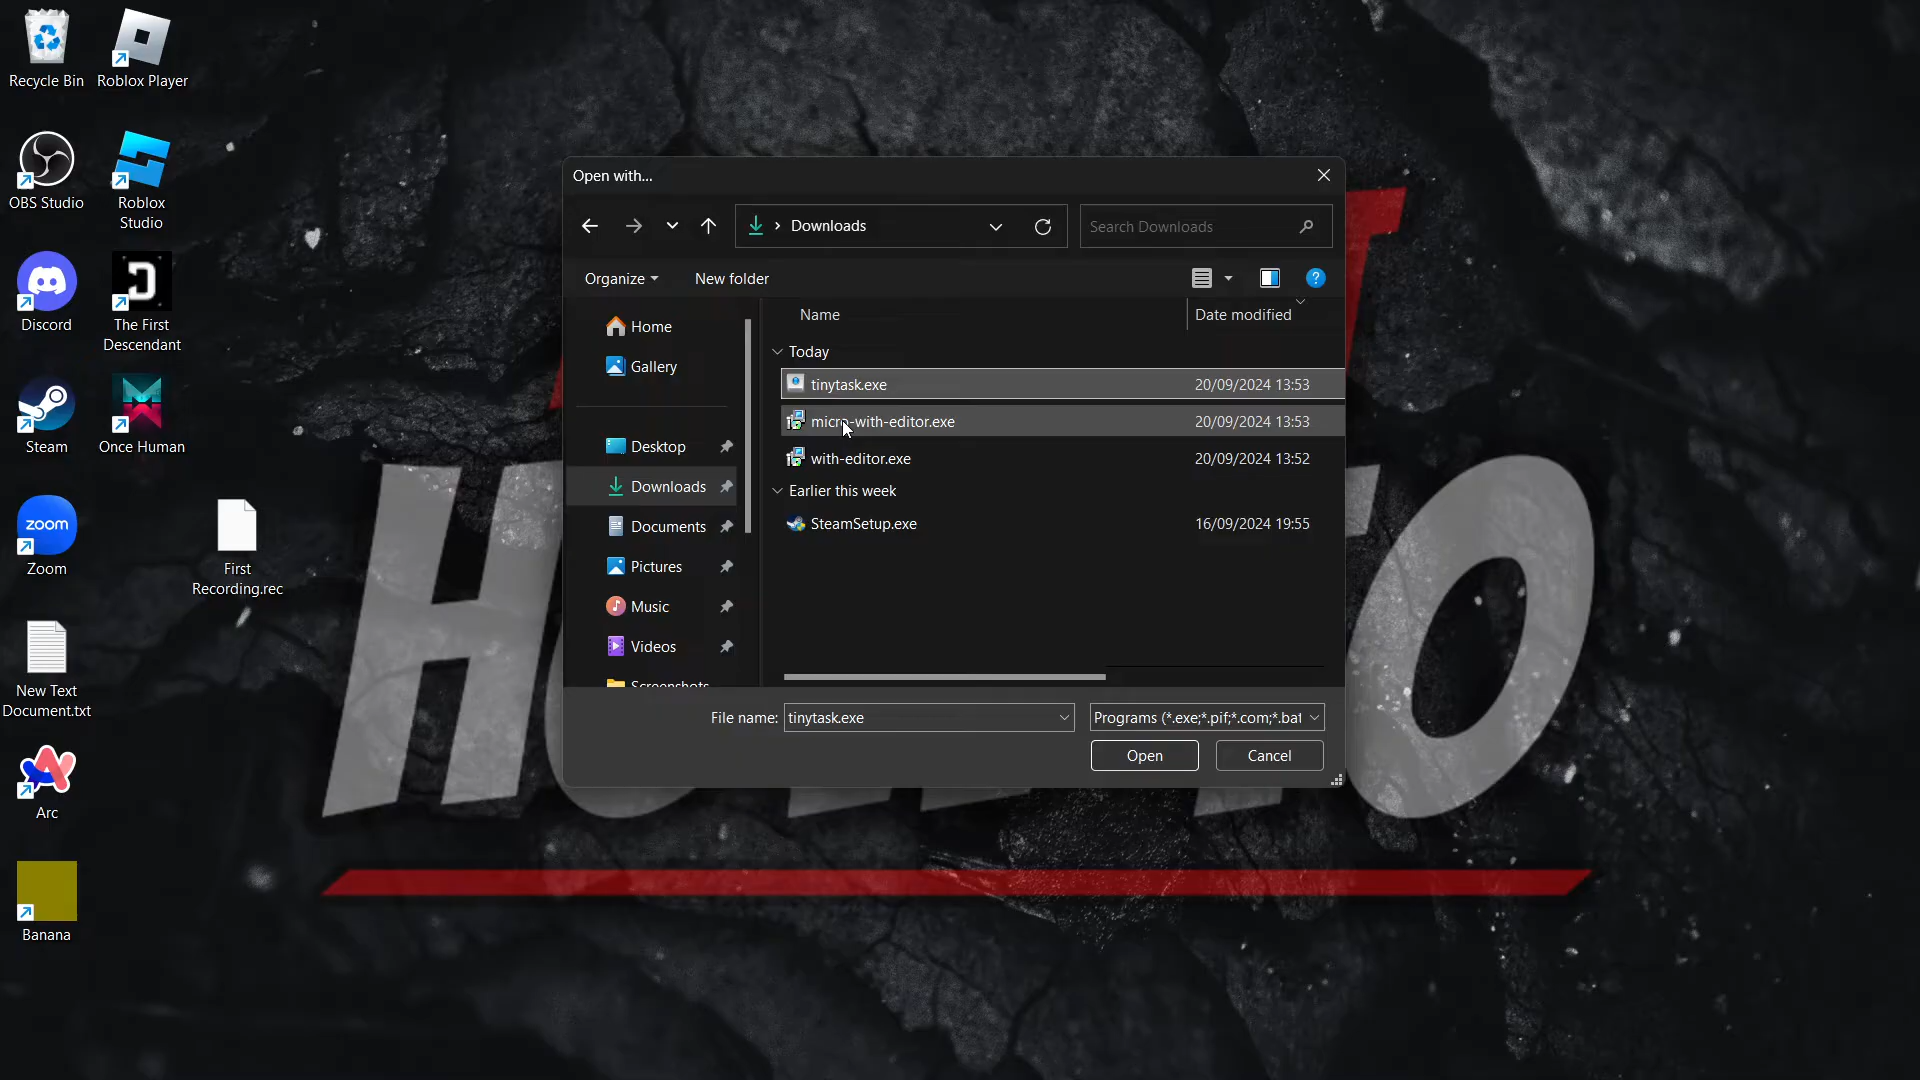 Recycle Bin
Roblox Player
OBS Studio
Roblox
Studio
Discord
The First
Descendant
Steam
Once Human
zoom
Zoom
First
Recording.rec
New Text
Document.txt
Arc
Banana
Open with...
Downloads
Search Downloads
Organize
New folder
Home
Gallery
Desktop
Downloads
Documents
Pictures
Music
Videos
Screenshots
Name
Date modified
Today
tinytask.exe
20/09/2024 13:53
micro-with-editor.exe
20/09/2024 13:53
with-editor.exe
20/09/2024 13:52
Earlier this week
SteamSetup.exe
16/09/2024 19:55
File name:
tinytask.exe
Programs (*.exe;*.pif;*.com;*.bat
Open
Cancel